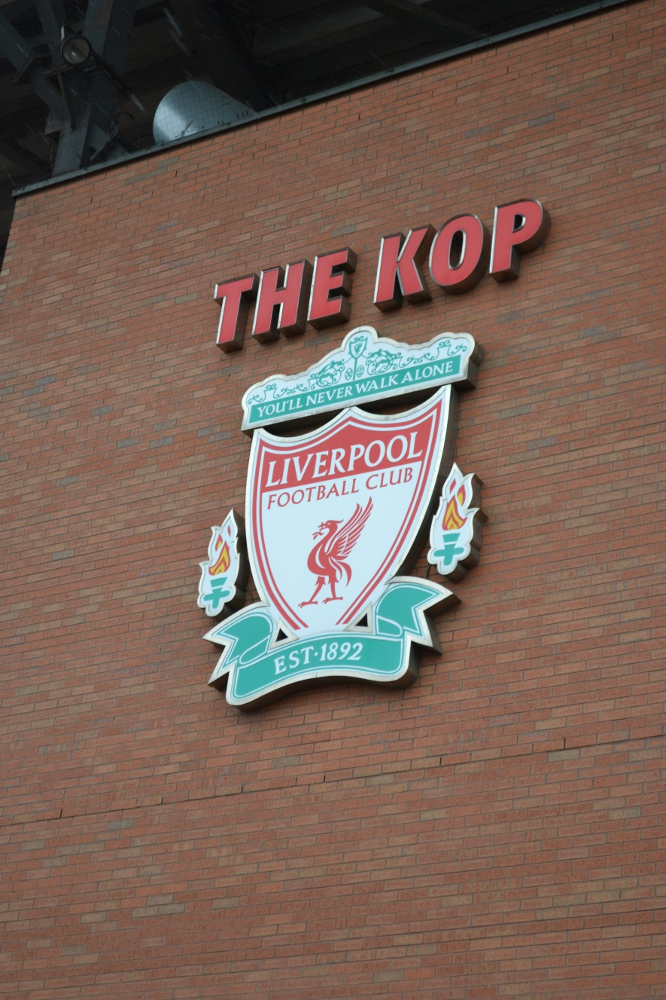 THE KOP
YOU'LL NEVER WALK ALONE
LIVERPOOL
FOOTBALL CLUB
EST·1892